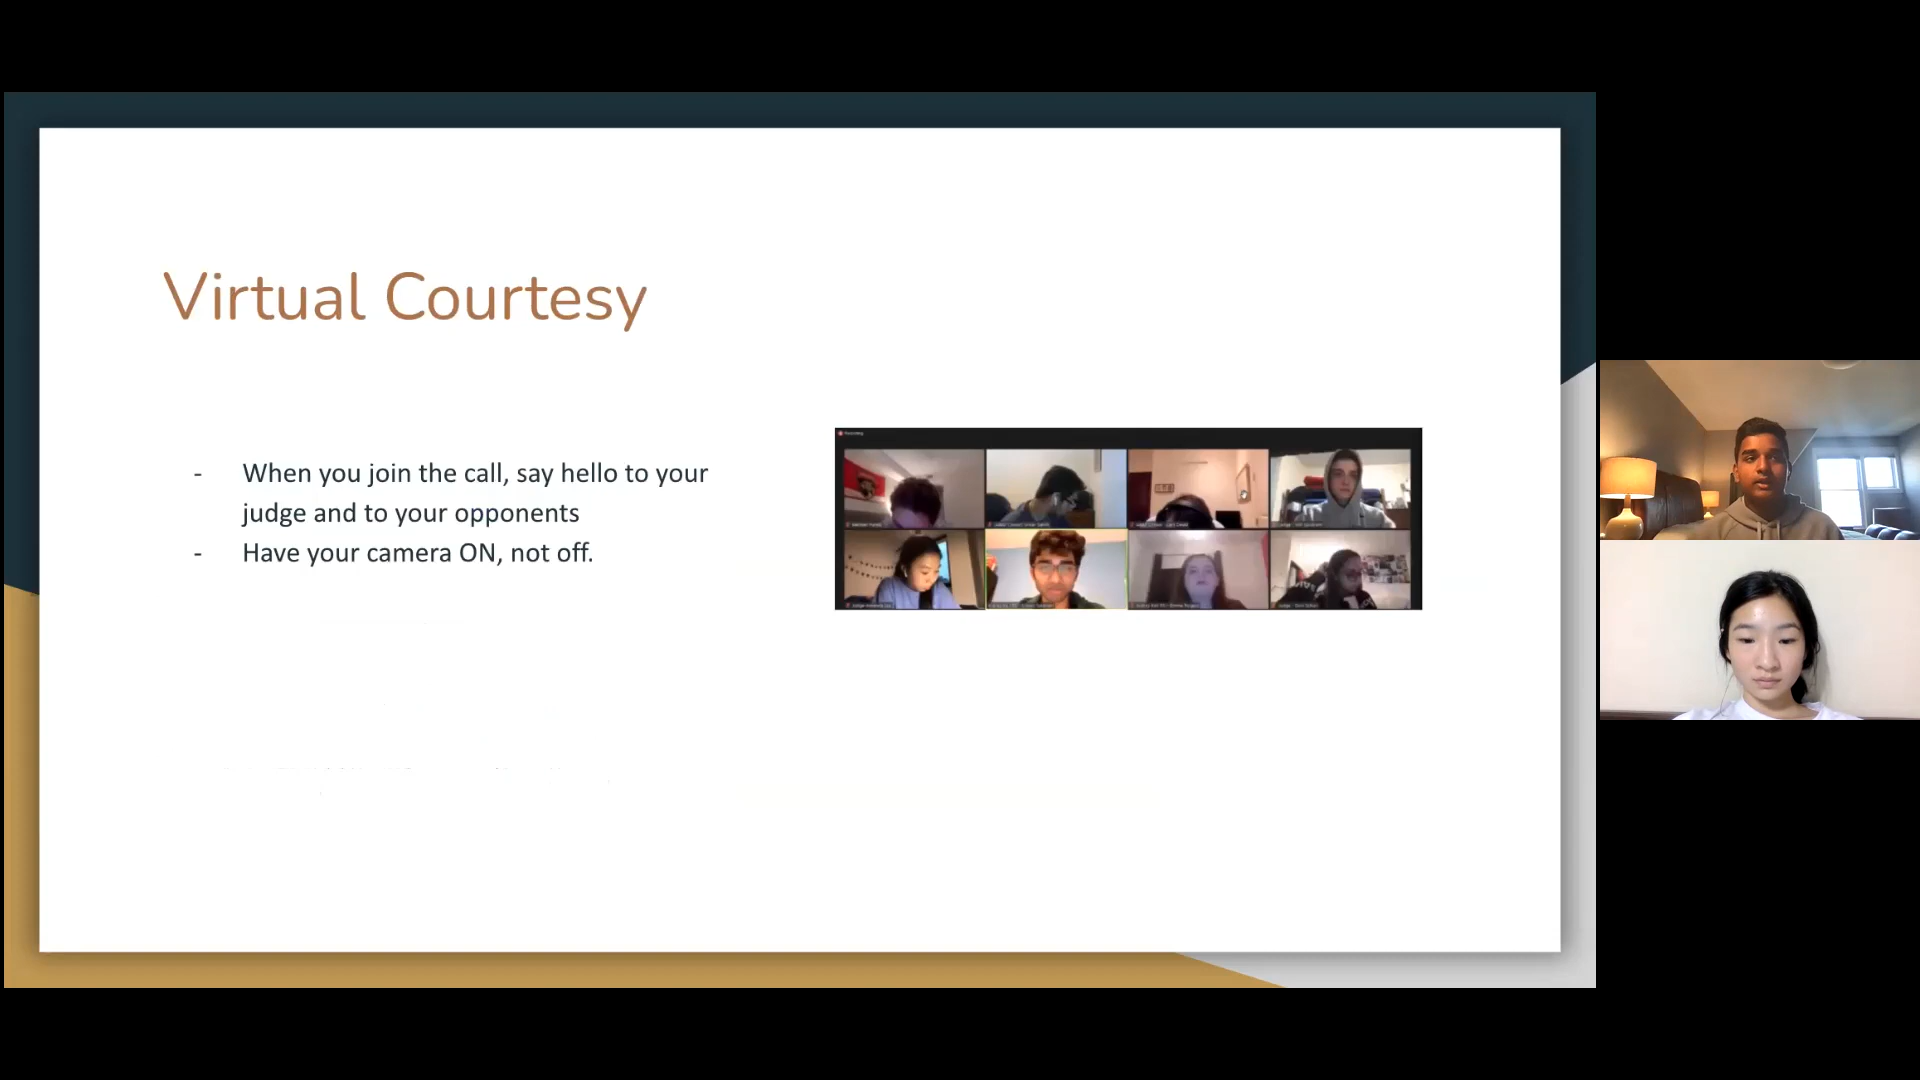 Virtual Courtesy
- When you join the call, say hello to your
judge and to your opponents
- Have your camera ON, not off.
Recording